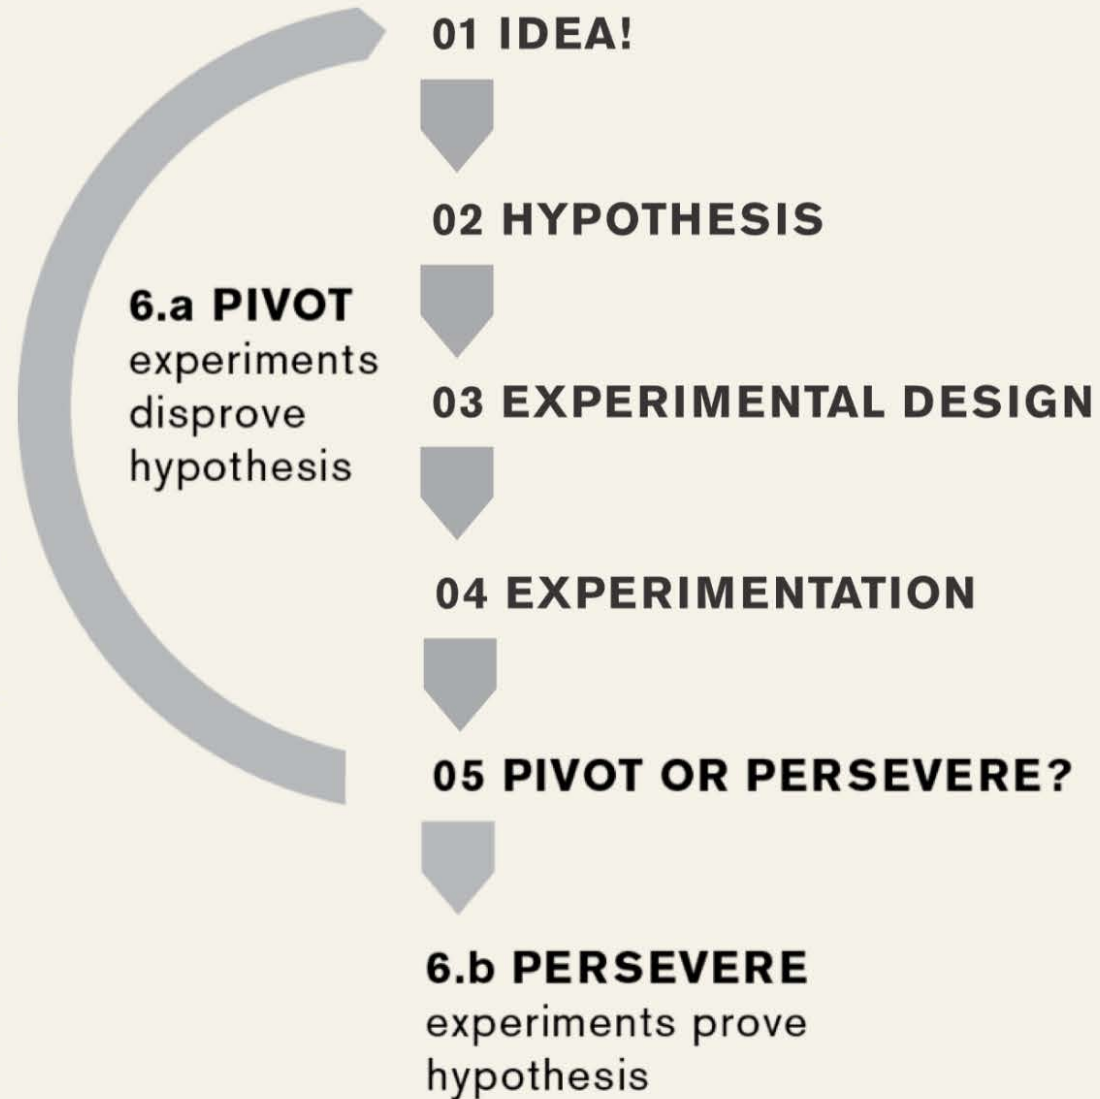 01 IDEA!
02 HYPOTHESIS
6.a PIVOT
experiments
disprove
hypothesis
03 EXPERIMENTAL DESIGN
04 EXPERIMENTATION
05 PIVOT OR PERSEVERE?
6.b PERSEVERE
experiments prove
hypothesis